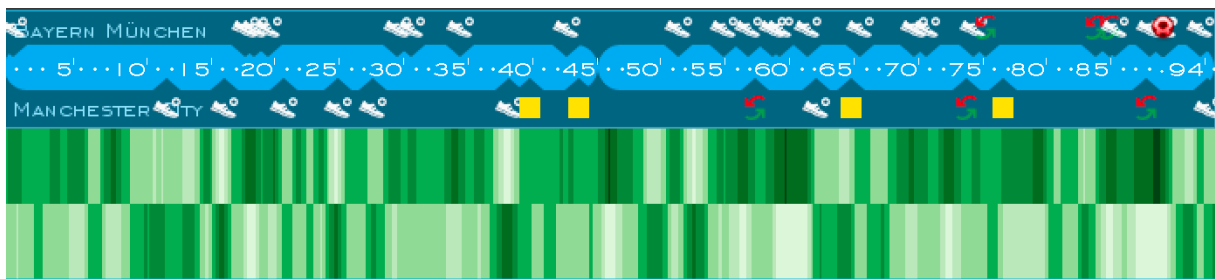 BAYERN MÜNCHEN
5' 10' 15' 20' 25' 30' 35' 40' 45' 50' 55' 60' 65' 70' 75' 80' 85' 94'
MANCHESTER CITY